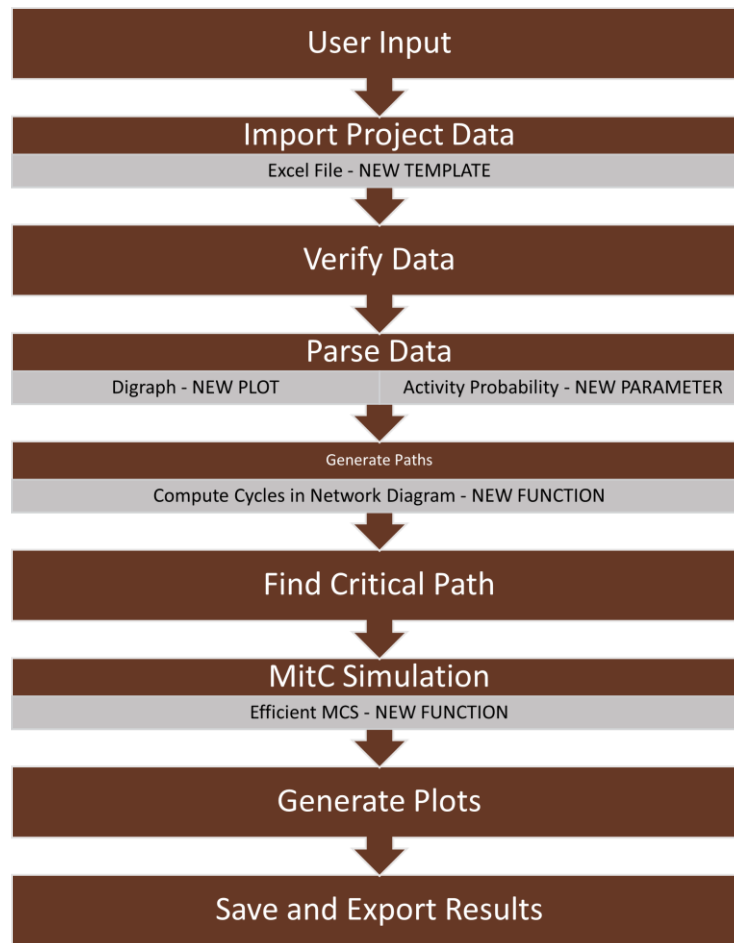 User Input
Import Project Data
Excel File - NEW TEMPLATE
Verify Data
Parse Data
Digraph - NEW PLOT
Activity Probability - NEW PARAMETER
Generate Paths
Compute Cycles in Network Diagram - NEW FUNCTION
Find Critical Path
MitC Simulation
Efficient MCS - NEW FUNCTION
Generate Plots
Save and Export Results